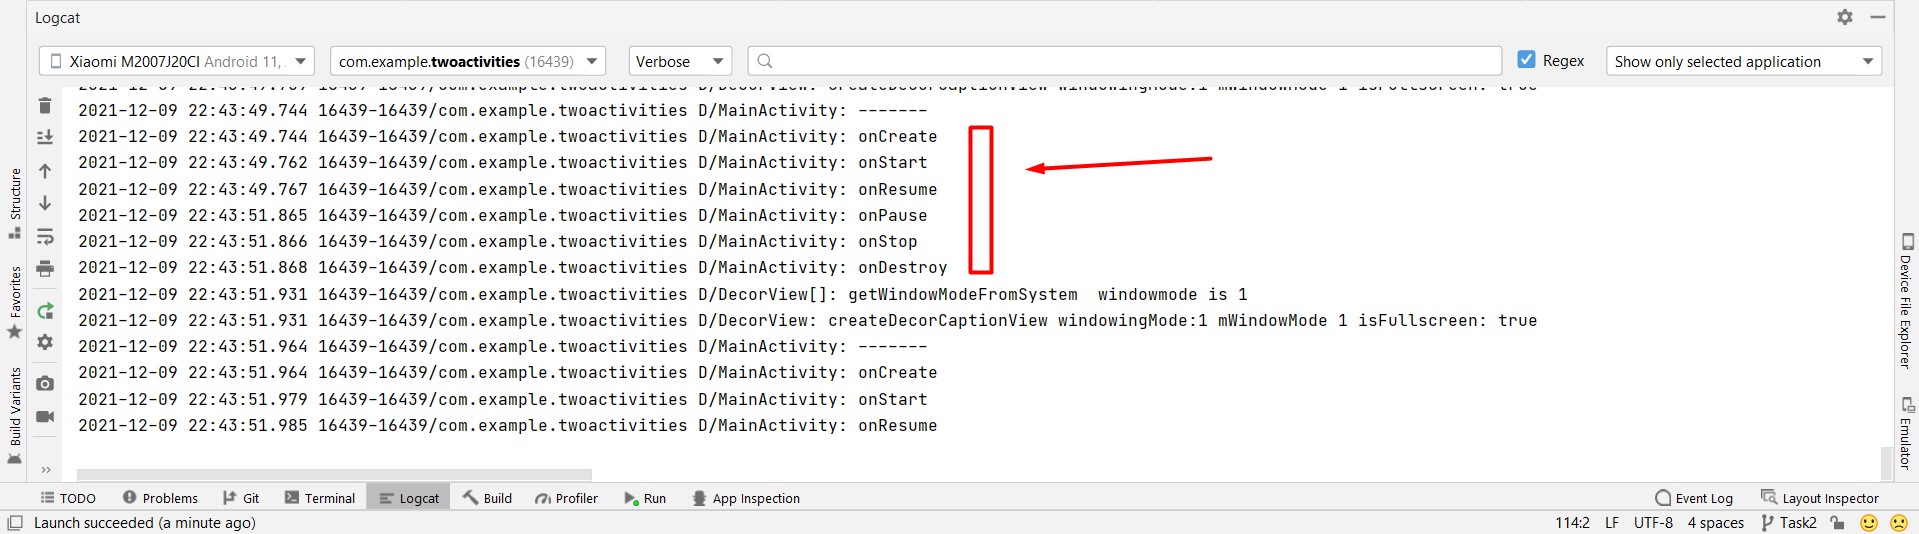 Logcat
Xiaomi M2007J20CI Android 11, com.example.twoactivities (16439) Verbose Regex Show only selected application
createDecorCaptionView windowingMode:1 mWindowMode 1 isFullscreen: true
2021-12-09 22:43:49.744 16439-16439/com.example.twoactivities D/MainActivity: -------
2021-12-09 22:43:49.744 16439-16439/com.example.twoactivities D/MainActivity: onCreate
2021-12-09 22:43:49.762 16439-16439/com.example.twoactivities D/MainActivity: onStart
2021-12-09 22:43:49.767 16439-16439/com.example.twoactivities D/MainActivity: onResume
2021-12-09 22:43:51.865 16439-16439/com.example.twoactivities D/MainActivity: onPause
2021-12-09 22:43:51.866 16439-16439/com.example.twoactivities D/MainActivity: onStop
2021-12-09 22:43:51.868 16439-16439/com.example.twoactivities D/MainActivity: onDestroy
2021-12-09 22:43:51.931 16439-16439/com.example.twoactivities D/DecorView[]: getWindowModeFromSystem  windowmode is 1
2021-12-09 22:43:51.931 16439-16439/com.example.twoactivities D/DecorView: createDecorCaptionView windowingMode:1 mWindowMode 1 isFullscreen: true
2021-12-09 22:43:51.964 16439-16439/com.example.twoactivities D/MainActivity: -------
2021-12-09 22:43:51.964 16439-16439/com.example.twoactivities D/MainActivity: onCreate
2021-12-09 22:43:51.979 16439-16439/com.example.twoactivities D/MainActivity: onStart
2021-12-09 22:43:51.985 16439-16439/com.example.twoactivities D/MainActivity: onResume
Structure
Favorites
Build Variants
Device File Explorer
Emulator
TODO Problems Git Terminal Logcat Build Profiler Run App Inspection Event Log Layout Inspector
Launch succeeded (a minute ago) 114:2 LF UTF-8 4 spaces Task2